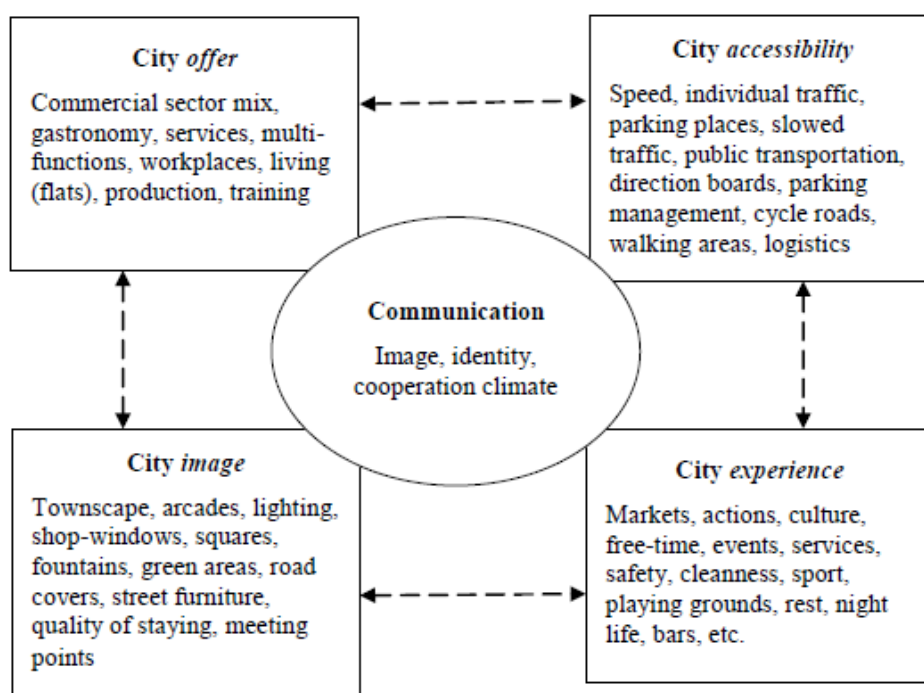 City offer
Commercial sector mix,
gastronomy, services, multi-
functions, workplaces, living
(flats), production, training
City accessibility
Speed, individual traffic,
parking places, slowed
traffic, public transportation,
direction boards, parking
management, cycle roads,
walking areas, logistics
Communication
Image, identity,
cooperation climate
City image
Townscape, arcades, lighting,
shop-windows, squares,
fountains, green areas, road
covers, street furniture,
quality of staying, meeting
points
City experience
Markets, actions, culture,
free-time, events, services,
safety, cleanness, sport,
playing grounds, rest, night
life, bars, etc.